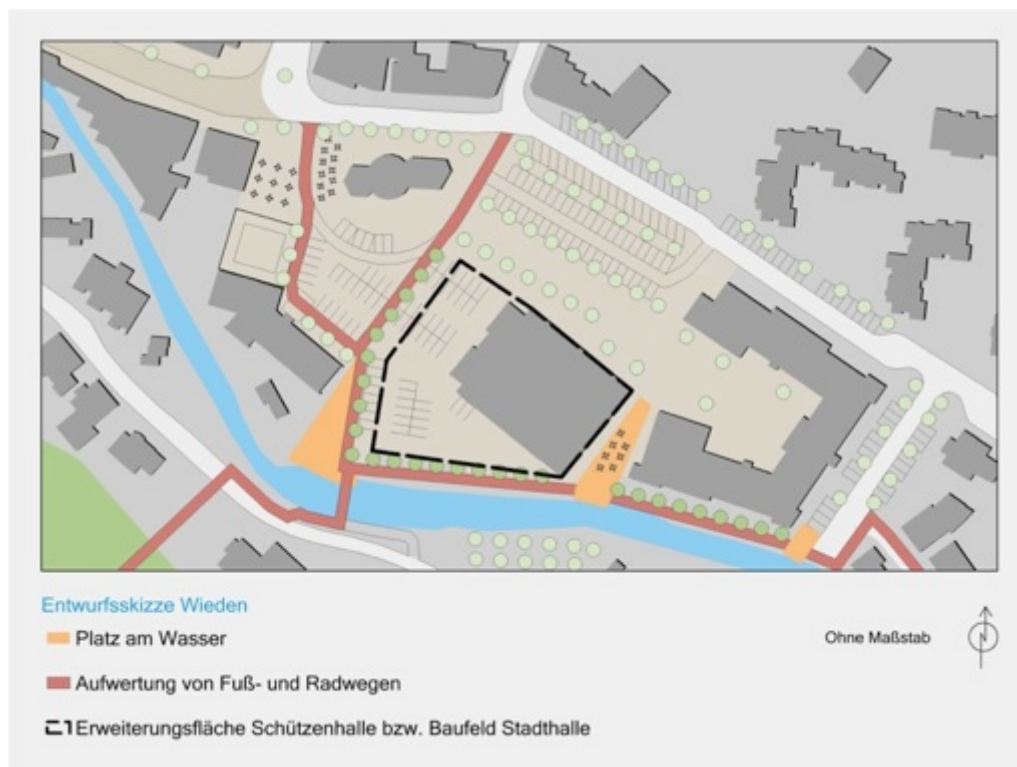 Entwurfsskizze Wieden
Platz am Wasser
Ohne Maßstab
Aufwertung von Fuß- und Radwegen
Erweiterungsfläche Schützenhalle bzw. Baufeld Stadthalle